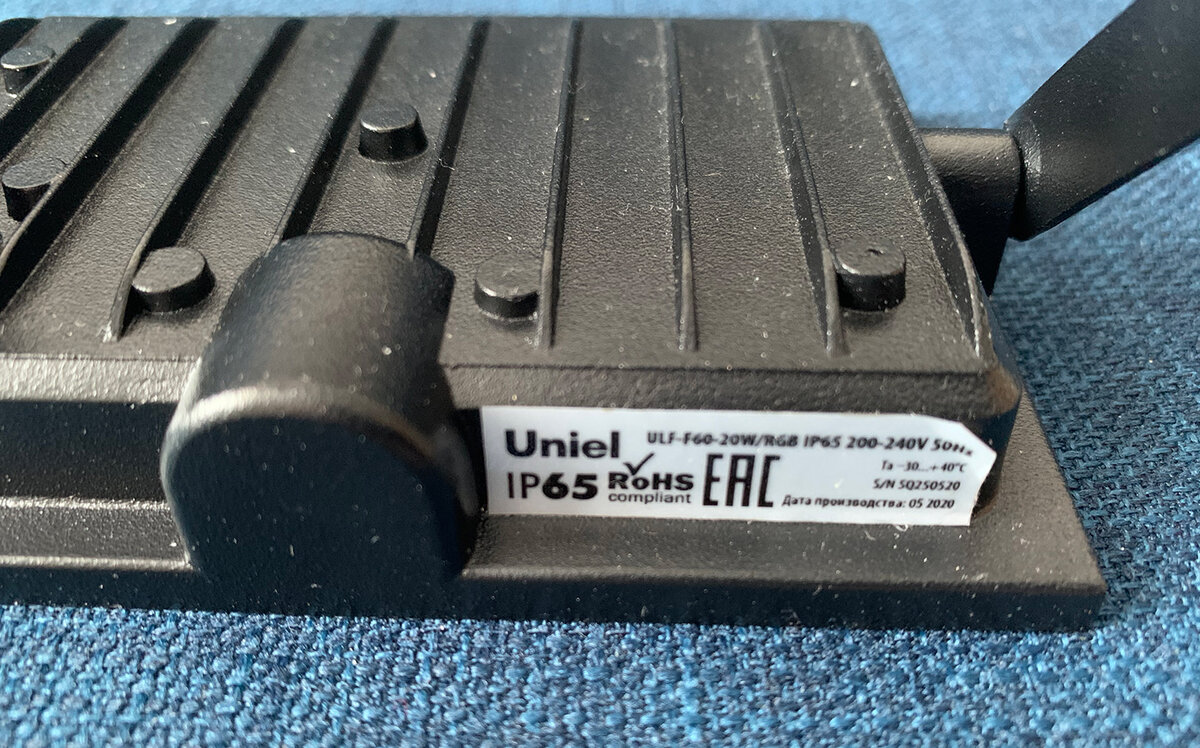 Uniel ULF-F60-20W/RGB IP65 200-240V 50Hz
Ta -30...+40°C
IP65 RoHS compliant EAC
S/N SQ250520
Дата производства: 05 2020